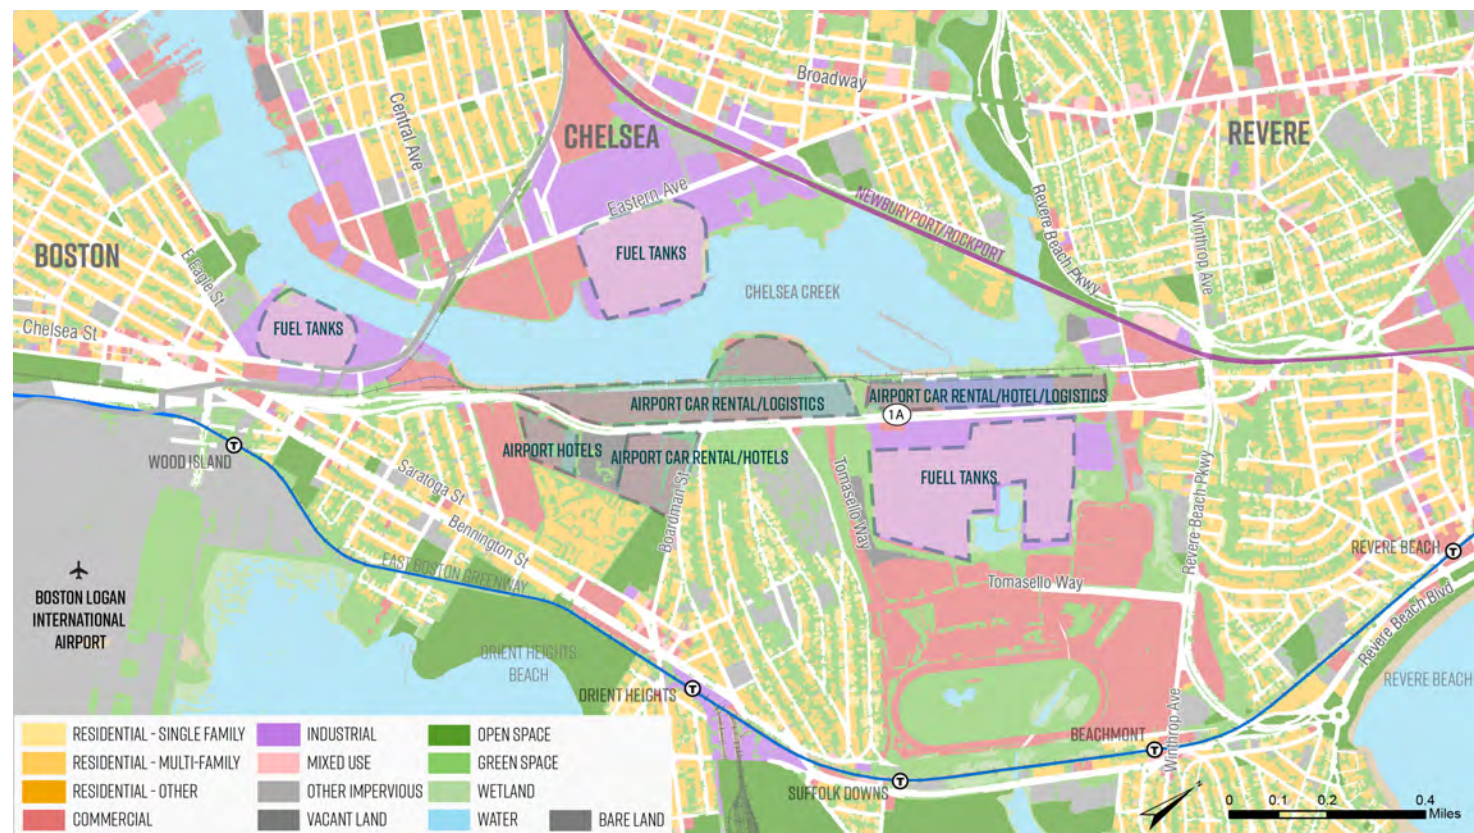 Broadway
Central Ave
CHELSEA
REVERE
Eastern Ave
NEWBURYPORT/ROCKPORT
Revere Beach Pkwy
Winthrop Ave
BOSTON
E Eagle St
FUEL TANKS
CHELSEA CREEK
Chelsea St
FUEL TANKS
AIRPORT CAR RENTAL/LOGISTICS
AIRPORT CAR RENTAL/HOTEL/LOGISTICS
1A
T
WOOD ISLAND
AIRPORT HOTELS
AIRPORT CAR RENTAL/HOTELS
Saratoga St
Bennington St
Boardman St
Tomasello Way
FUELL TANKS
Revere Beach Pkwy
REVERE BEACH
T
EAST BOSTON GREENWAY
Tomasello Way
BOSTON LOGAN
INTERNATIONAL
AIRPORT
Revere Beach Blvd
ORIENT HEIGHTS
BEACH
REVERE BEACH
ORIENT HEIGHTS
T
BEACHMONT
T
Winthrop Ave
SUFFOLK DOWNS
T
RESIDENTIAL - SINGLE FAMILY
RESIDENTIAL - MULTI-FAMILY
RESIDENTIAL - OTHER
COMMERCIAL
INDUSTRIAL
MIXED USE
OTHER IMPERVIOUS
VACANT LAND
OPEN SPACE
GREEN SPACE
WETLAND
WATER
BARE LAND
Z
0 0.1 0.2 0.4
Miles